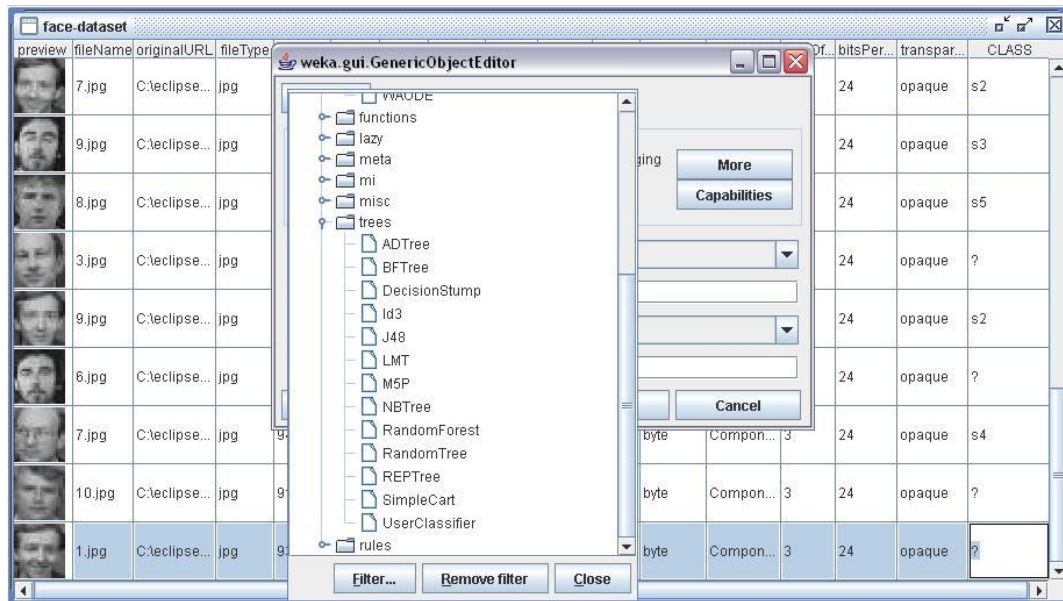 face-dataset
preview fileName originalURL fileType bitsPer... transpar... CLASS
weka.gui.GenericObjectEditor
7.jpg C:\eclipse... jpg 24 opaque s2
9.jpg C:\eclipse... jpg 24 opaque s3
8.jpg C:\eclipse... jpg 24 opaque s5
3.jpg C:\eclipse... jpg 24 opaque ?
9.jpg C:\eclipse... jpg 24 opaque s2
6.jpg C:\eclipse... jpg 24 opaque ?
7.jpg C:\eclipse... jpg byte Compon... 3 24 opaque s4
10.jpg C:\eclipse... jpg byte Compon... 3 24 opaque ?
1.jpg C:\eclipse... jpg byte Compon... 3 24 opaque ?
WAODE
functions
lazy
meta
mi
misc
trees
ADTree
BFTree
DecisionStump
Id3
J48
LMT
M5P
NBTree
RandomForest
RandomTree
REPTree
SimpleCart
UserClassifier
rules
Filter... Remove filter Close
More
Capabilities
Cancel